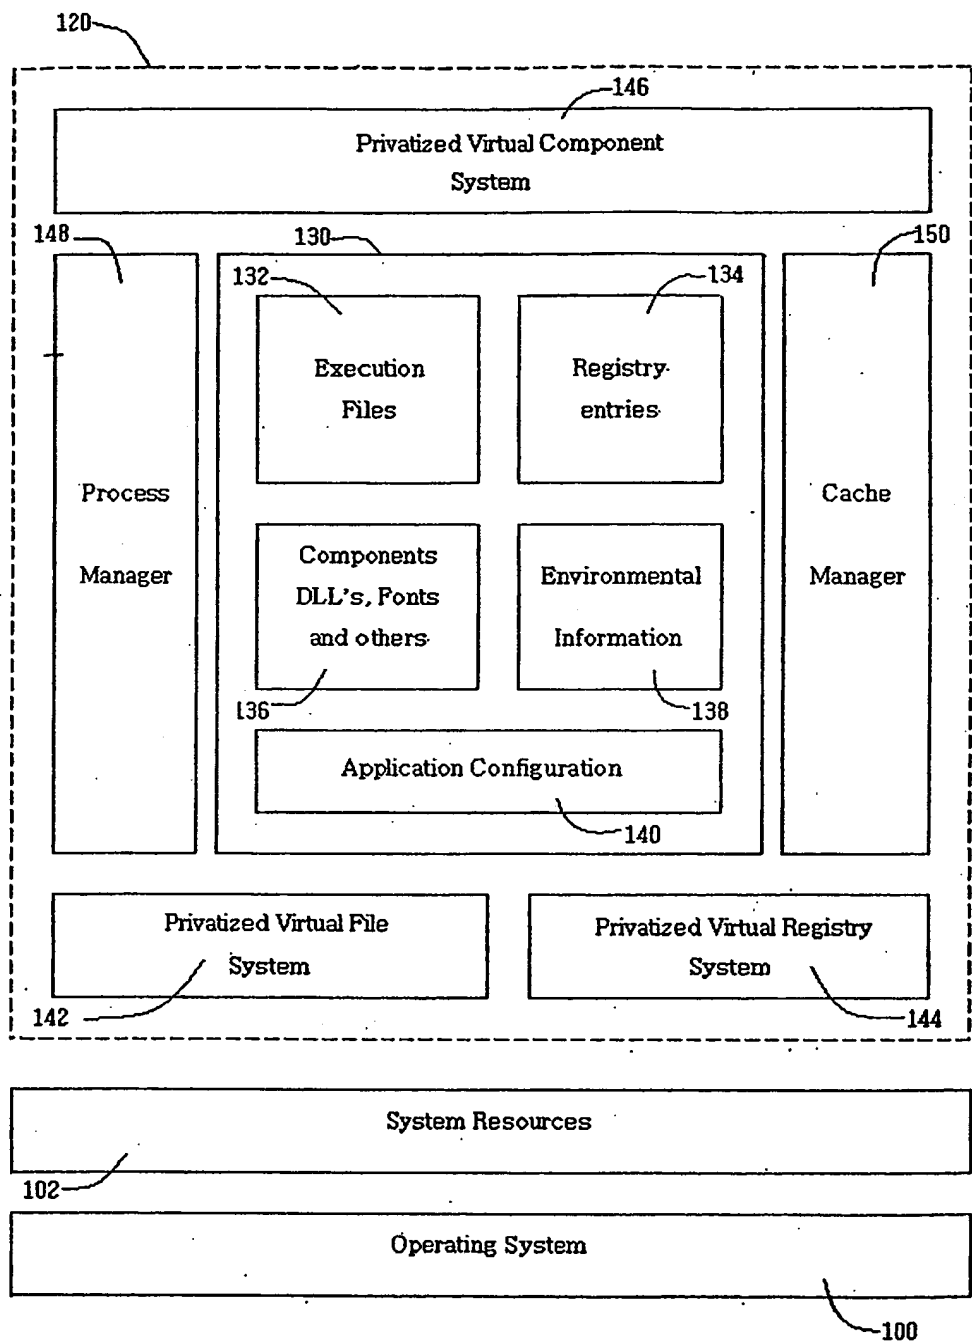 120
146
Privatized Virtual Component
System
148
130
150
132
134
Execution
Files
Registry
entries
Process
Manager
Cache
Manager
Components
DLL's, Fonts
and others
Environmental
Information
136
138
Application Configuration
140
Privatized Virtual File
System
Privatized Virtual Registry
System
142
144
System Resources
102
Operating System
100